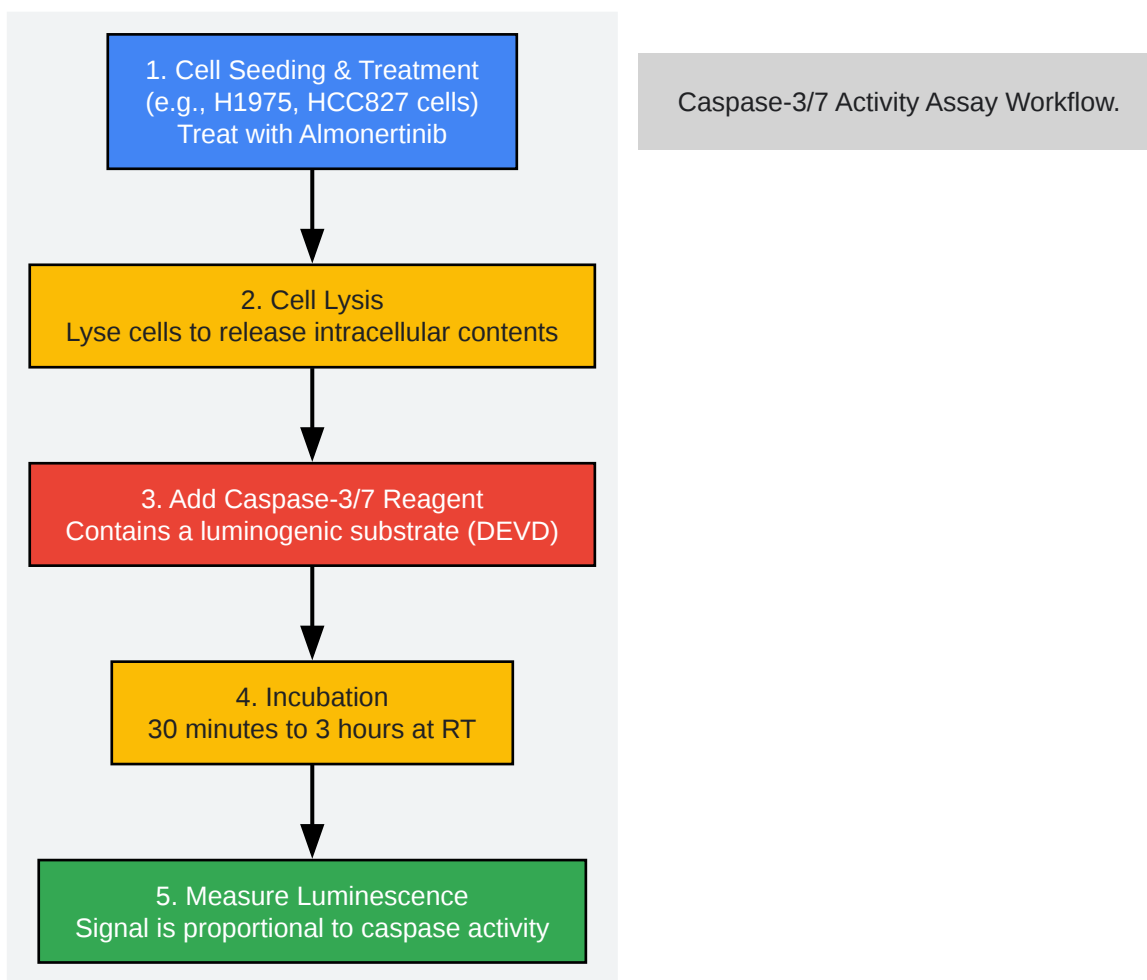 1. Cell Seeding & Treatment
(e.g., H1975, HCC827 cells)
Treat with Almonertinib
Caspase-3/7 Activity Assay Workflow.
2. Cell Lysis
Lyse cells to release intracellular contents
3. Add Caspase-3/7 Reagent
Contains a luminogenic substrate (DEVD)
4. Incubation
30 minutes to 3 hours at RT
5. Measure Luminescence
Signal is proportional to caspase activity